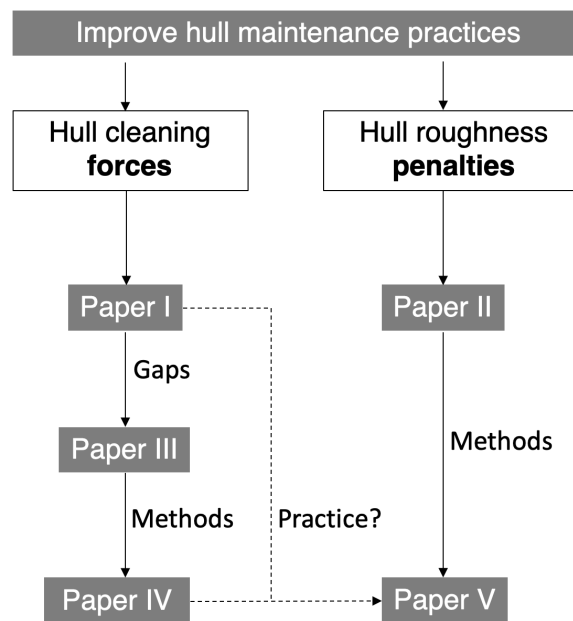 Improve hull maintenance practices
Hull cleaning
forces
Hull roughness
penalties
Paper I
Paper II
Gaps
Paper III
Methods
Methods
Practice?
Paper IV
Paper V